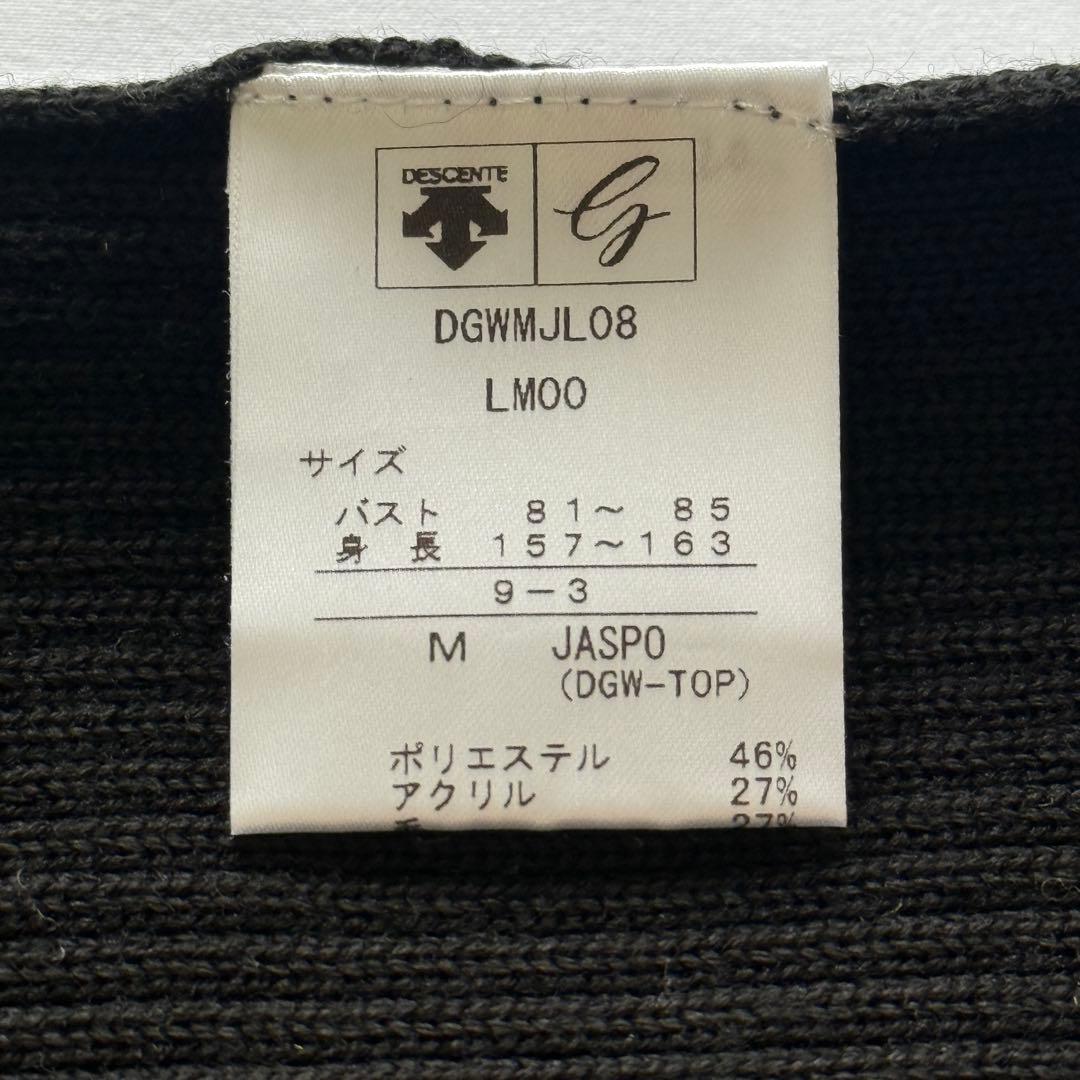 DESCENTE G
DGWMJL08
LM00
サイズ
バスト 81～ 85
身 長 157～163
9－3
M JASPO
(DGW-TOP)
ポリエステル 46%
アクリル 27%
27%